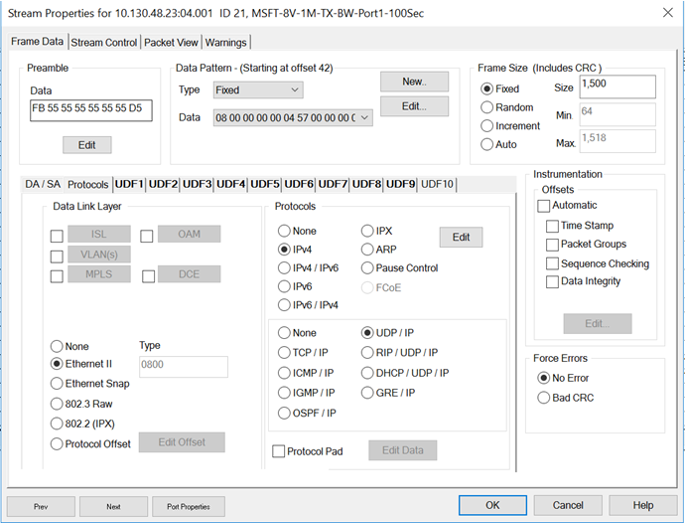 Stream Properties for 10.130.48.23:04.001 ID 21, MSFT-8V-1M-TX-BW-Port1-100Sec
Frame Data Stream Control Packet View Warnings
Preamble
Data
FB 55 55 55 55 55 55 D5
Edit
Data Pattern - (Starting at offset 42)
Type Fixed
Data 08 00 00 00 00 04 57 00 00 00 0
New..
Edit...
Frame Size (Includes CRC )
Fixed
Random
Increment
Auto
Size 1,500
Min. 64
Max. 1,518
DA / SA Protocols UDF1 UDF2 UDF3 UDF4 UDF5 UDF6 UDF7 UDF8 UDF9 UDF10
Data Link Layer
ISL OAM
VLAN(s)
MPLS DCE
None
Ethernet II
Ethernet Snap
802.3 Raw
802.2 (IPX)
Protocol Offset
Type
0800
Edit Offset
Protocols
None IPX
IPv4 ARP
IPv4 / IPv6 Pause Control
IPv6 FCoE
IPv6 / IPv4
Edit
None UDP / IP
TCP / IP RIP / UDP / IP
ICMP / IP DHCP / UDP / IP
IGMP / IP GRE / IP
OSPF / IP
Protocol Pad Edit Data
Instrumentation
Offsets
Automatic
Time Stamp
Packet Groups
Sequence Checking
Data Integrity
Edit...
Force Errors
No Error
Bad CRC
Prev Next Port Properties OK Cancel Help